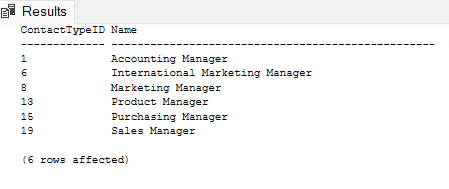 Results
ContactTypeID Name
------------- --------------------------------------------------
1 Accounting Manager
6 International Marketing Manager
8 Marketing Manager
13 Product Manager
15 Purchasing Manager
19 Sales Manager
(6 rows affected)